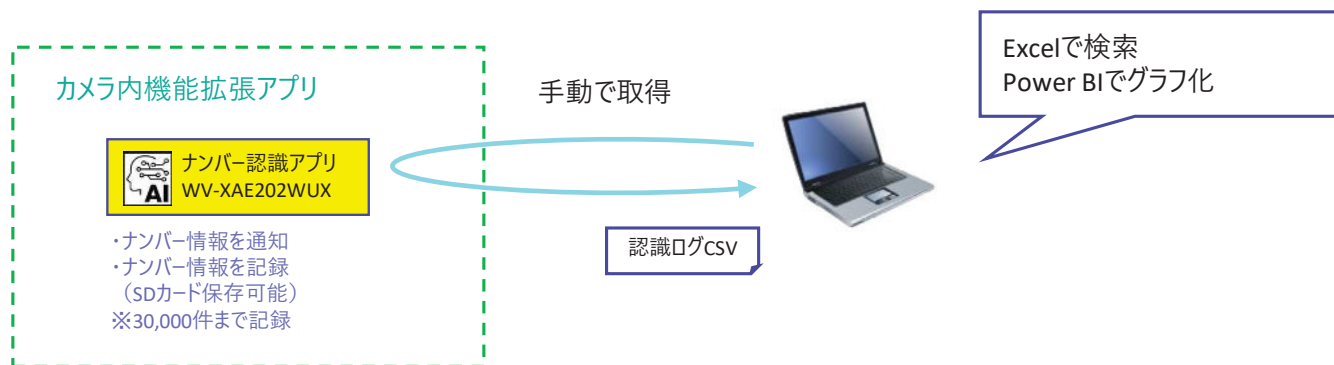 カメラ内機能拡張アプリ
AI
ナンバー認識アプリ
WV-XAE202WUX
・ナンバー情報を通知
・ナンバー情報を記録
（SDカード保存可能）
※30,000件まで記録
手動で取得
認識ログCSV
Excelで検索
Power BIでグラフ化